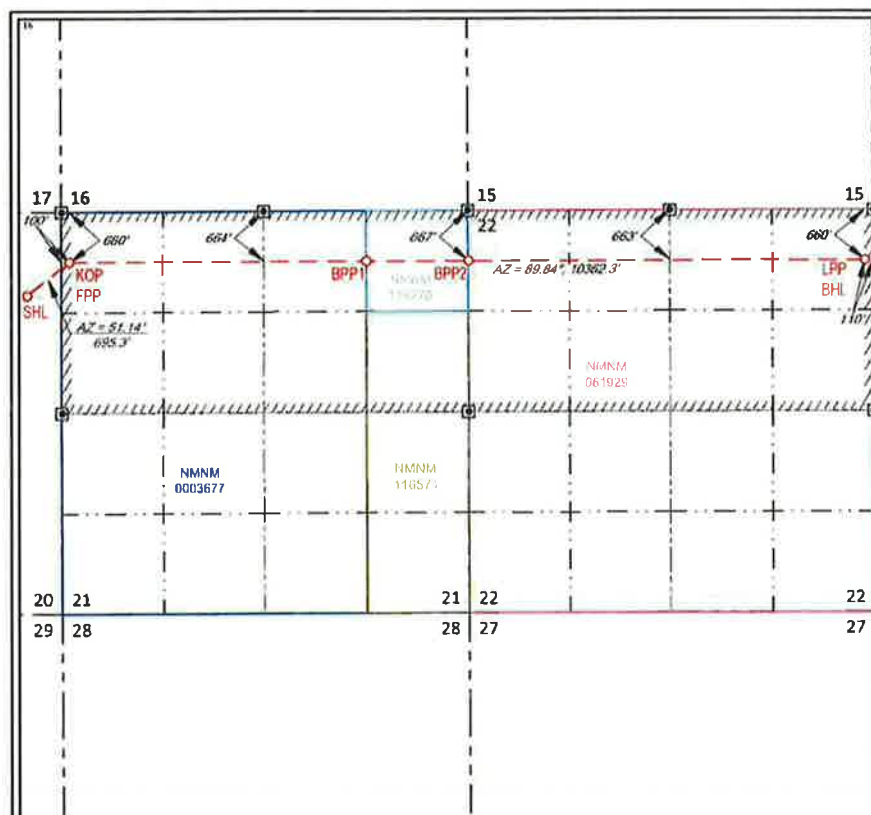 16
17 16
15
15
22
100'
660'
664'
667'
663'
660'
KOP
FPP
BPP1
BPP2
AZ = 89.84°, 10362.3'
LPP
BHL
SHL
110'
AZ = 51.14°
695.3'
NMNM
NMNM
061929
NMNM
0003677
NMNM
20 21
21 22
22
29 28
28 27
27